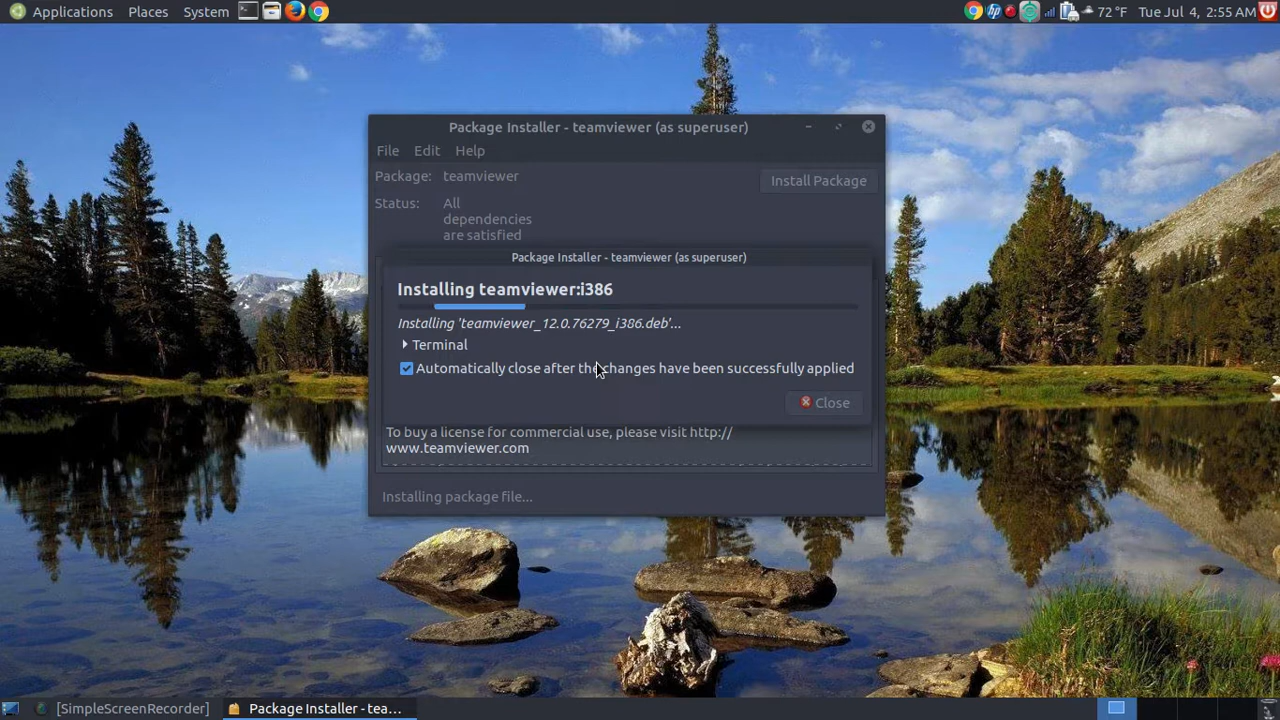 Applications Places System 72 °F Tue Jul 4, 2:55 AM
Package Installer - teamviewer (as superuser)
File Edit Help
Package: teamviewer Install Package
Status: All
dependencies
are satisfied
Package Installer - teamviewer (as superuser)
Installing teamviewer:i386
Installing 'teamviewer_12.0.76279_i386.deb'...
Terminal
Automatically close after the changes have been successfully applied
Close
To buy a license for commercial use, please visit http://
www.teamviewer.com
Installing package file...
[SimpleScreenRecorder] Package Installer - tea...